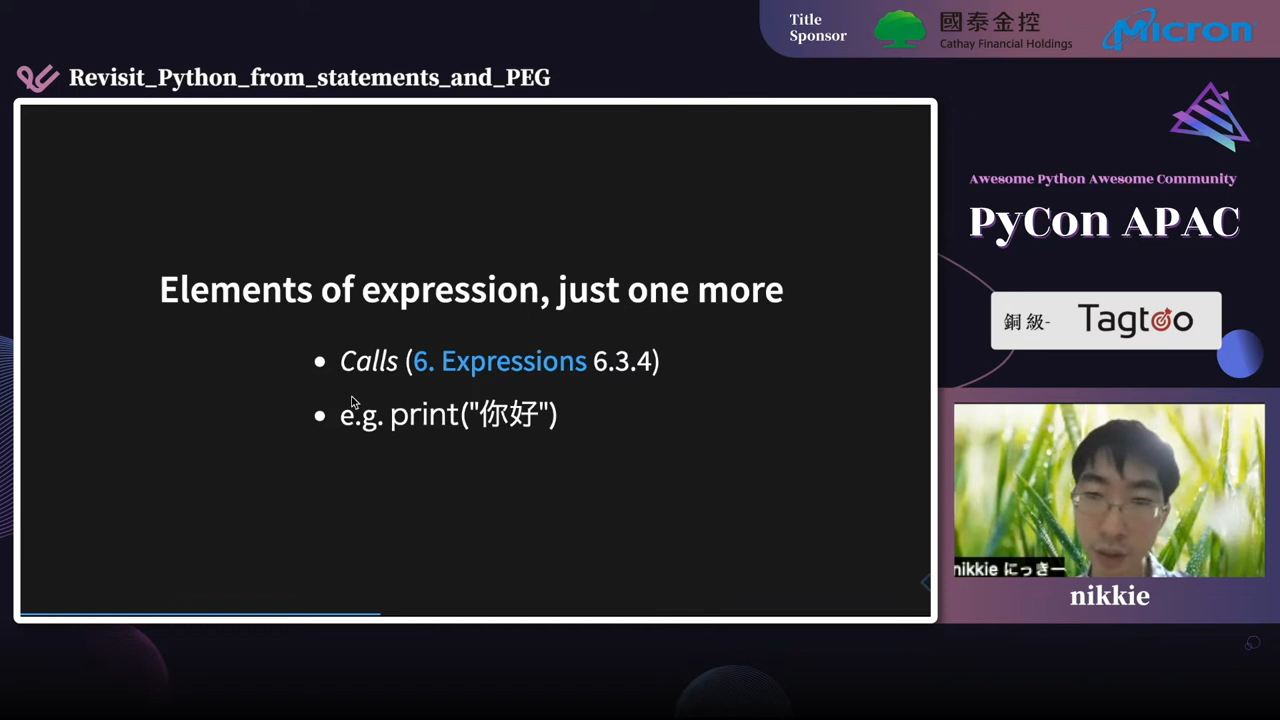 Title
Sponsor
國泰金控
Cathay Financial Holdings
Micron
Revisit_Python_from_statements_and_PEG
Elements of expression, just one more
Calls (6. Expressions 6.3.4)
e.g. print("你好")
Awesome Python Awesome Community
PyCon APAC
銅級- Tagtoo
nikkie にっきー
nikkie